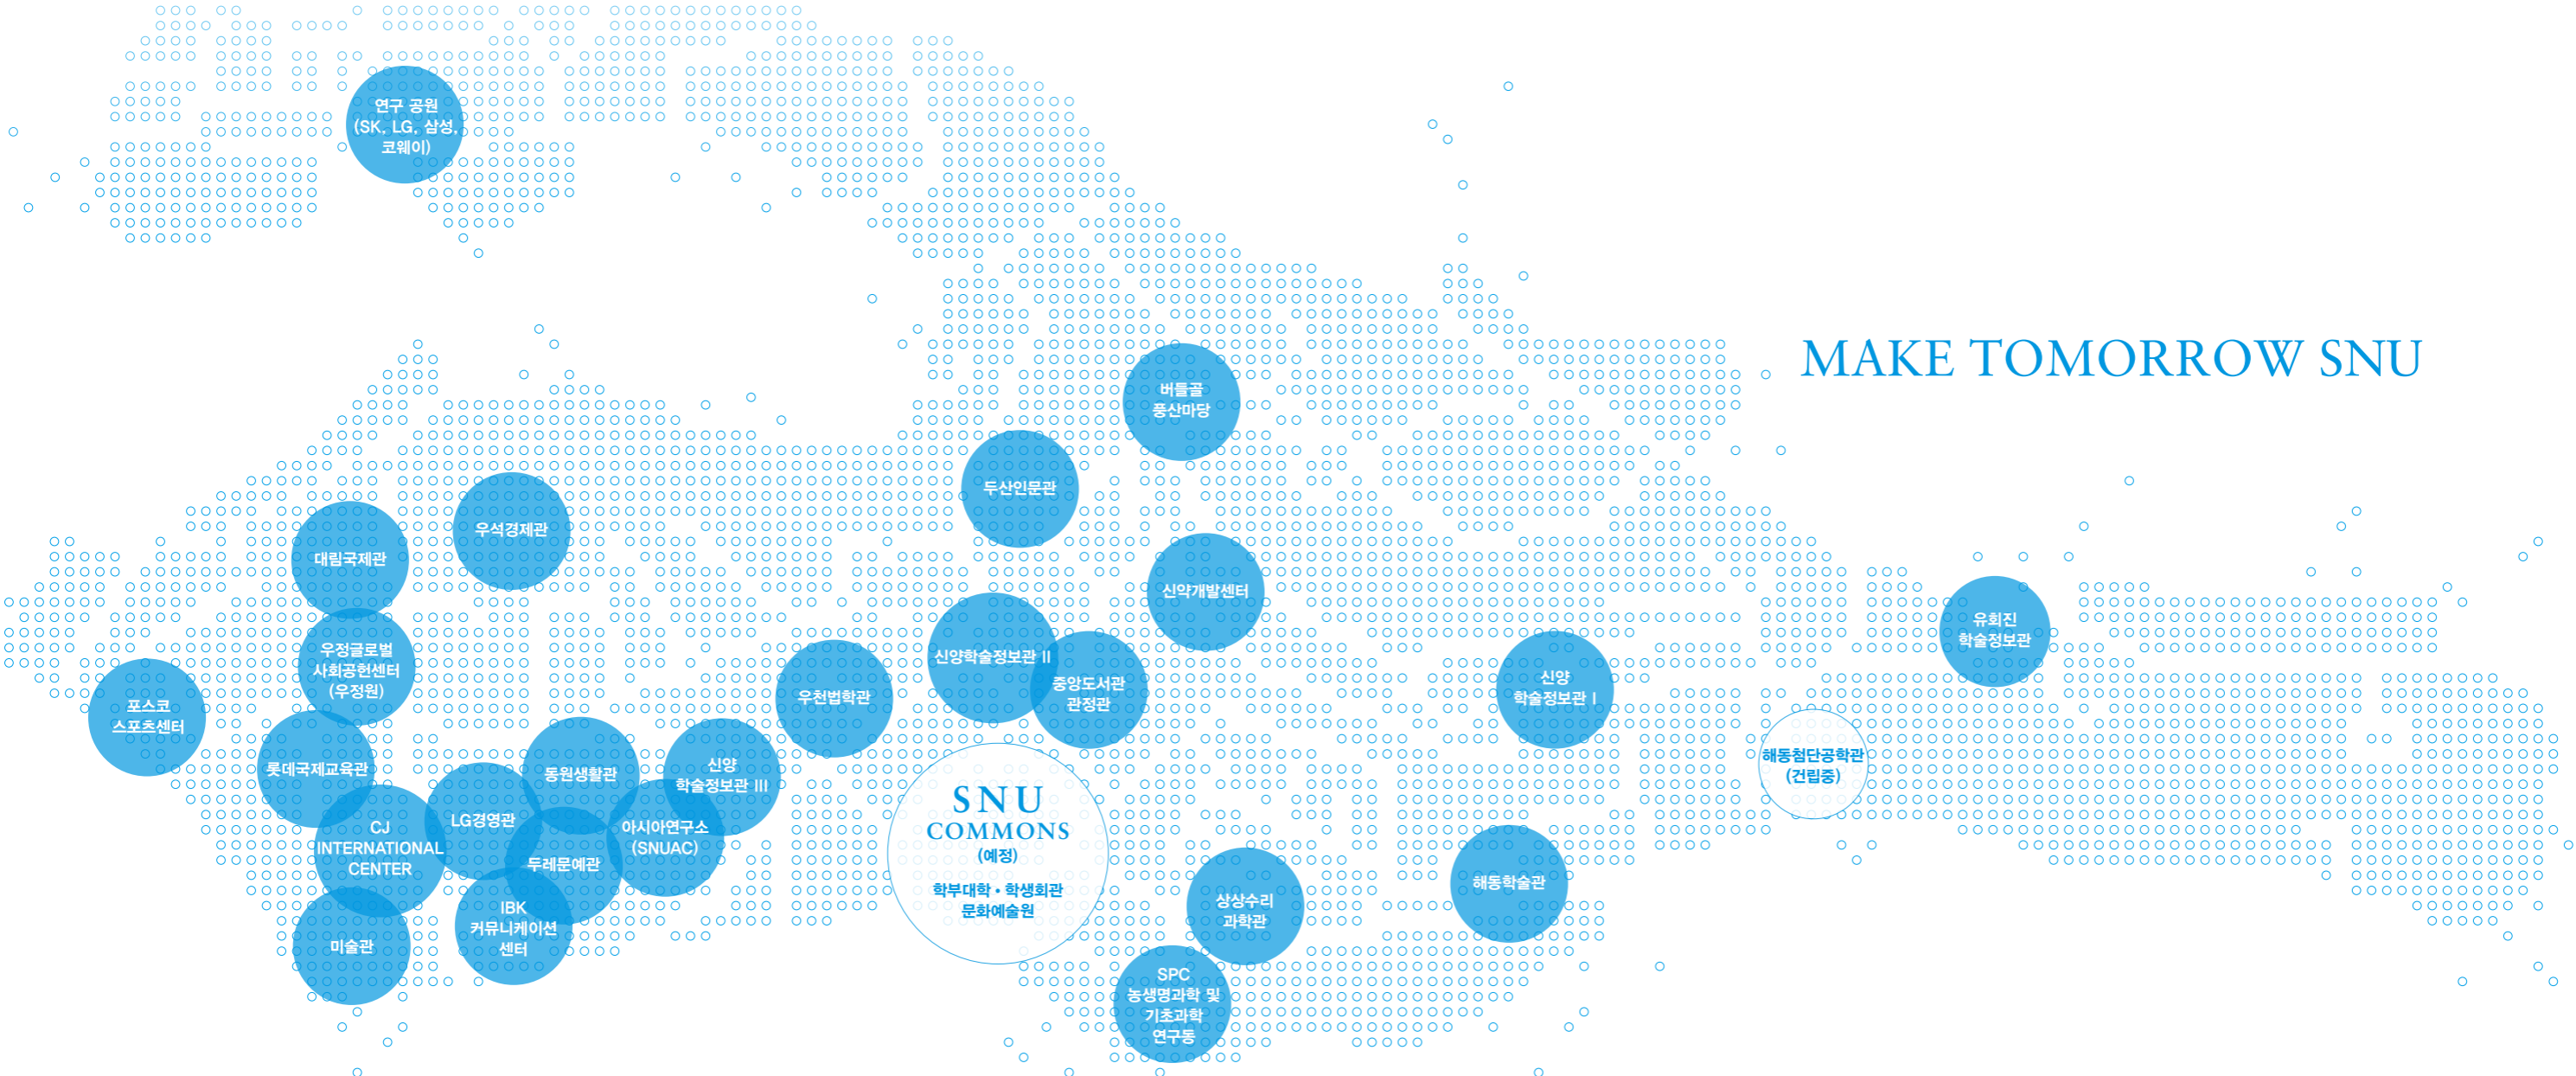 연구 공원
(SK, LG, 삼성,
코웨이)
MAKE TOMORROW SNU
버들골
풍산마당
두산인문관
우석경제관
대림국제관
신약개발센터
유회진
학술정보관
우정글로벌
사회공헌센터
(우정원)
신양학술정보관 II
중앙도서관
관정관
우천법학관
신양
학술정보관 I
포스코
스포츠센터
롯데국제교육관
동원생활관
신양
학술정보관 III
해동첨단공학관
(건립중)
CJ
INTERNATIONAL
CENTER
LG경영관
아시아연구소
(SNUAC)
두레문예관
SNU
COMMONS
(예정)
학부대학 • 학생회관
문화예술원
해동학술관
상상수리
과학관
IBK
커뮤니케이션
센터
미술관
SPC
농생명과학 및
기초과학
연구동